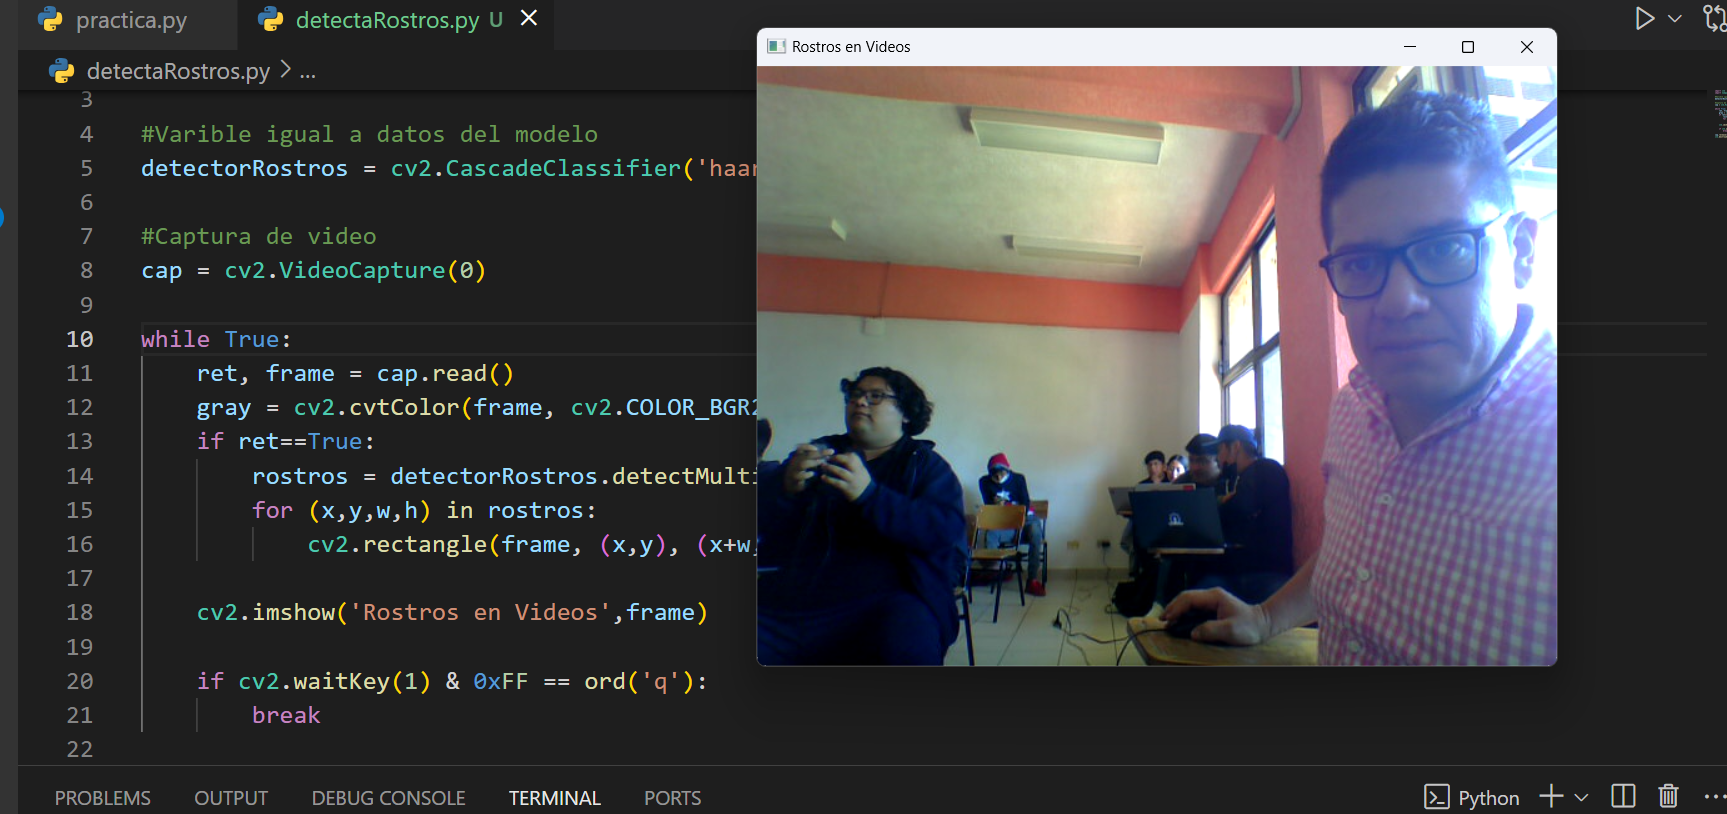 practica.py
detectaRostros.py U
detectaRostros.py > ...
3
4 #Varible igual a datos del modelo
5 detectorRostros = cv2.CascadeClassifier('haar
6
7 #Captura de video
8 cap = cv2.VideoCapture(0)
9
10 while True:
11 ret, frame = cap.read()
12 gray = cv2.cvtColor(frame, cv2.COLOR_BGR2
13 if ret==True:
14 rostros = detectorRostros.detectMulti
15 for (x,y,w,h) in rostros:
16 cv2.rectangle(frame, (x,y), (x+w,
17
18 cv2.imshow('Rostros en Videos',frame)
19
20 if cv2.waitKey(1) & 0xFF == ord('q'):
21 break
22
Rostros en Videos
PROBLEMS OUTPUT DEBUG CONSOLE TERMINAL PORTS
Python